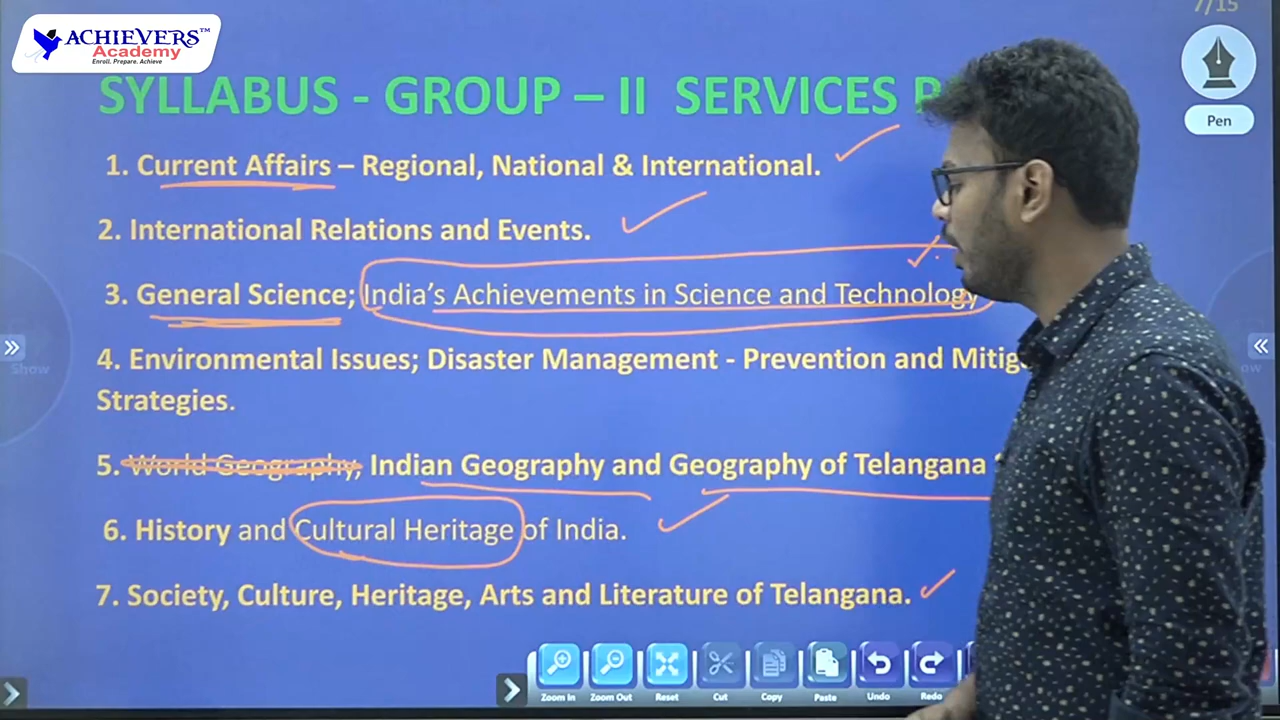 7/15
ACHIEVERS™
Academy
Enroll. Prepare. Achieve
Pen
SYLLABUS - GROUP – II SERVICES
1. Current Affairs – Regional, National & International.
2. International Relations and Events.
3. General Science; India's Achievements in Science and Technology
4. Environmental Issues; Disaster Management - Prevention and
Strategies.
5. World Geography, Indian Geography and Geography of Telangana
6. History and Cultural Heritage of India.
7. Society, Culture, Heritage, Arts and Literature of Telangana.
Show
Zoom In Zoom Out Reset Cut Copy Paste Undo Redo